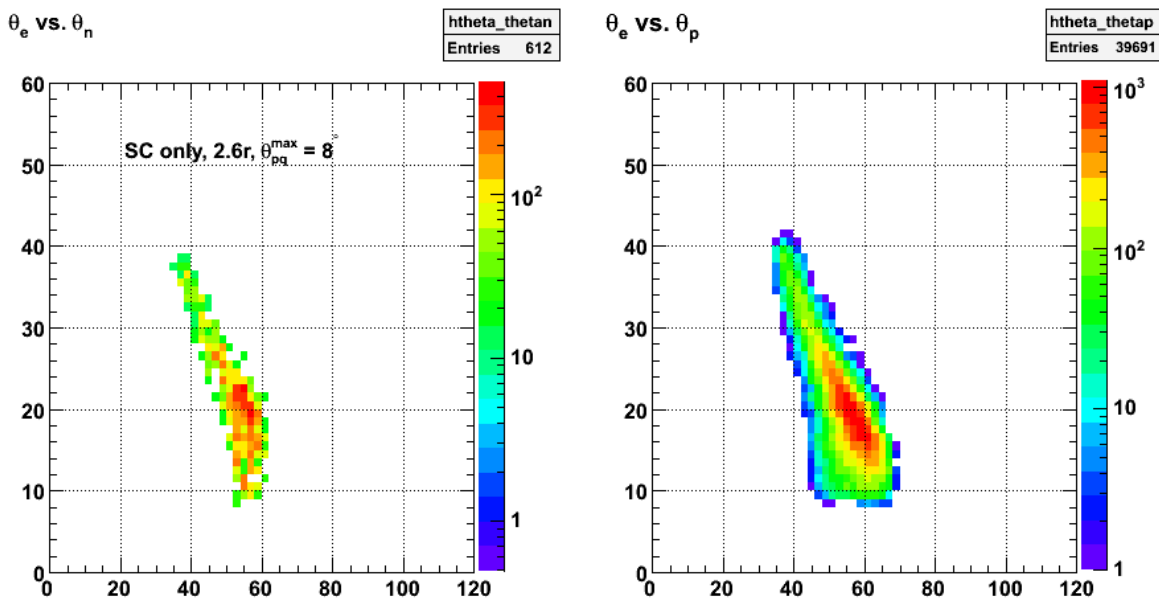 θe vs. θn
htheta_thetan
Entries 612
60
50
40
30
20
10
0
SC only, 2.6r, θpq^max = 8°
10²
10
1
0 20 40 60 80 100 120
θe vs. θp
htheta_thetap
Entries 39691
60
50
40
30
20
10
0
10³
10²
10
1
0 20 40 60 80 100 120